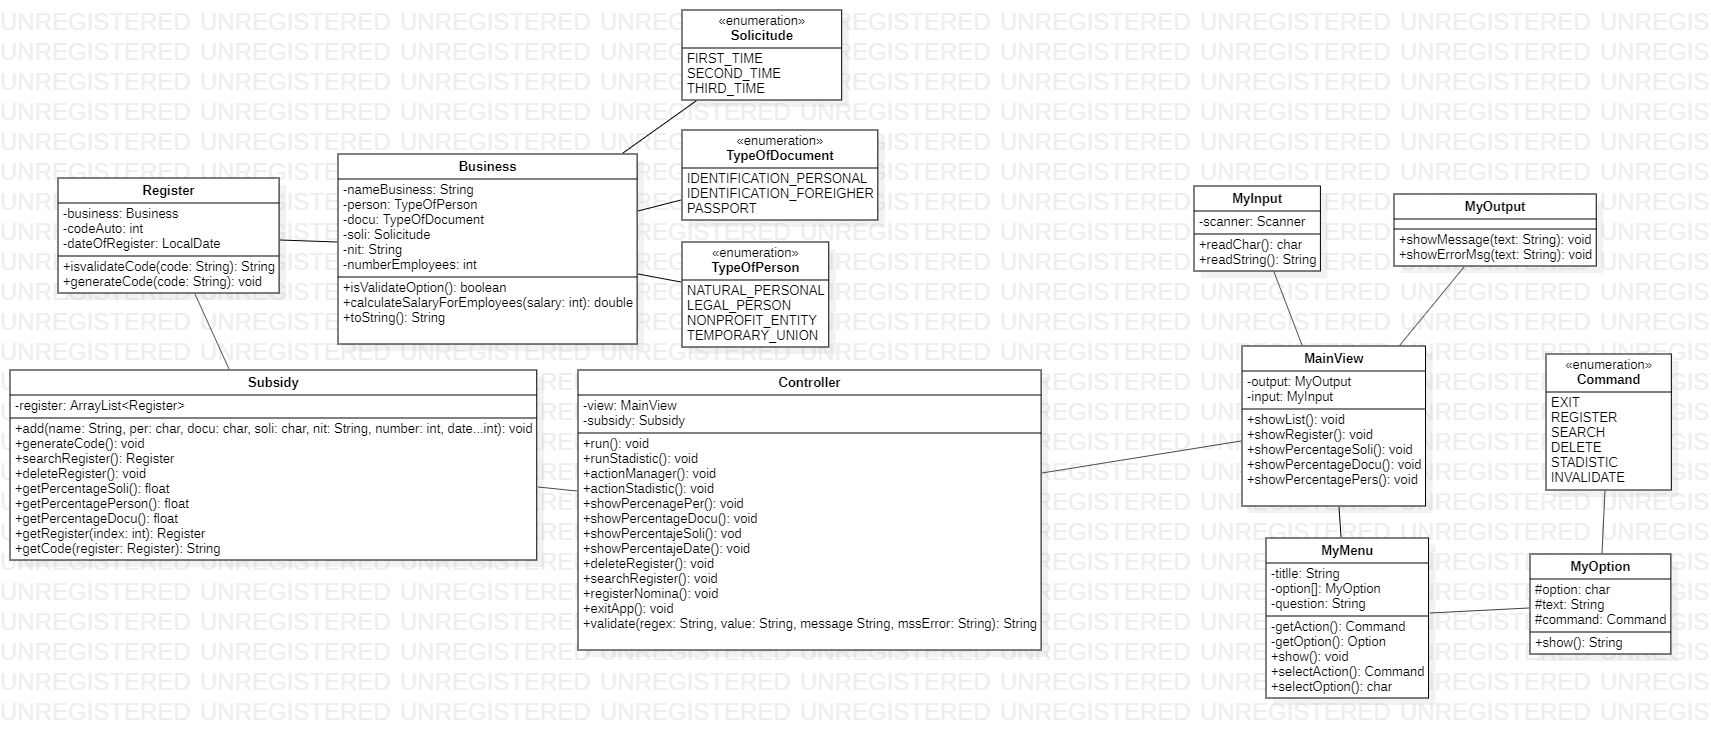 «enumeration»
Solicitude
FIRST_TIME
SECOND_TIME
THIRD_TIME
«enumeration»
TypeOfDocument
IDENTIFICATION_PERSONAL
IDENTIFICATION_FOREIGHER
PASSPORT
«enumeration»
TypeOfPerson
NATURAL_PERSONAL
LEGAL_PERSON
NONPROFIT_ENTITY
TEMPORARY_UNION
Business
-nameBusiness: String
-person: TypeOfPerson
-docu: TypeOfDocument
-soli: Solicitude
-nit: String
-numberEmployees: int
+isValidateOption(): boolean
+calculateSalaryForEmployees(salary: int): double
+toString(): String
Register
-business: Business
-codeAuto: int
-dateOfRegister: LocalDate
+isvalidateCode(code: String): String
+generateCode(code: String): void
Subsidy
-register: ArrayList<Register>
+add(name: String, per: char, docu: char, soli: char, nit: String, number: int, date...int): void
+generateCode(): void
+searchRegister(): Register
+deleteRegister(): void
+getPercentageSoli(): float
+getPercentagePerson(): float
+getPercentageDocu(): float
+getRegister(index: int): Register
+getCode(register: Register): String
Controller
-view: MainView
-subsidy: Subsidy
+run(): void
+runStadistic(): void
+actionManager(): void
+actionStadistic(): void
+showPercenagePer(): void
+showPercentageDocu(): void
+showPercentajeSoli(): vod
+showPercentajeDate(): void
+deleteRegister(): void
+searchRegister(): void
+registerNomina(): void
+exitApp(): void
+validate(regex: String, value: String, message String, mssError: String): String
MyInput
-scanner: Scanner
+readChar(): char
+readString(): String
MyOutput
+showMessage(text: String): void
+showErrorMsg(text: String): void
MainView
-output: MyOutput
-input: MyInput
+showList(): void
+showRegister(): void
+showPercentageSoli(): void
+showPercentageDocu(): void
+showPercentagePers(): void
«enumeration»
Command
EXIT
REGISTER
SEARCH
DELETE
STADISTIC
INVALIDATE
MyMenu
-titlle: String
-option[]: MyOption
-question: String
-getAction(): Command
-getOption(): Option
+show(): void
+selectAction(): Command
+selectOption(): char
MyOption
#option: char
#text: String
#command: Command
+show(): String
UNREGISTERED UNREGISTERED UNREGISTERED UNREGISTERED UNREGISTERED UNREGISTERED UNREGISTERED UNREGISTERED UNREGIS